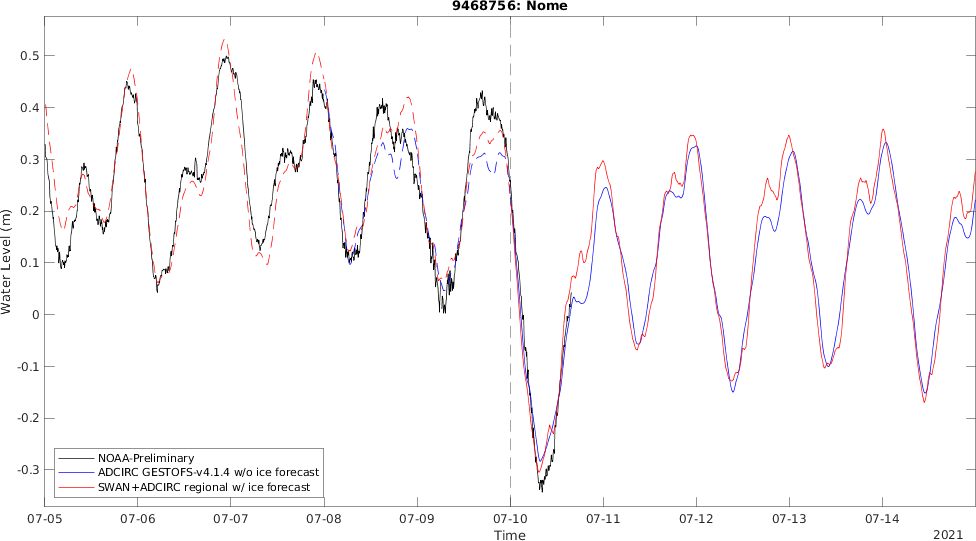 9468756: Nome
Water Level (m)
0.5
0.4
0.3
0.2
0.1
0
-0.1
-0.2
-0.3
NOAA-Preliminary
ADCIRC GESTOFS-v4.1.4 w/o ice forecast
SWAN+ADCIRC regional w/ ice forecast
07-05 07-06 07-07 07-08 07-09 07-10 07-11 07-12 07-13 07-14
Time
2021